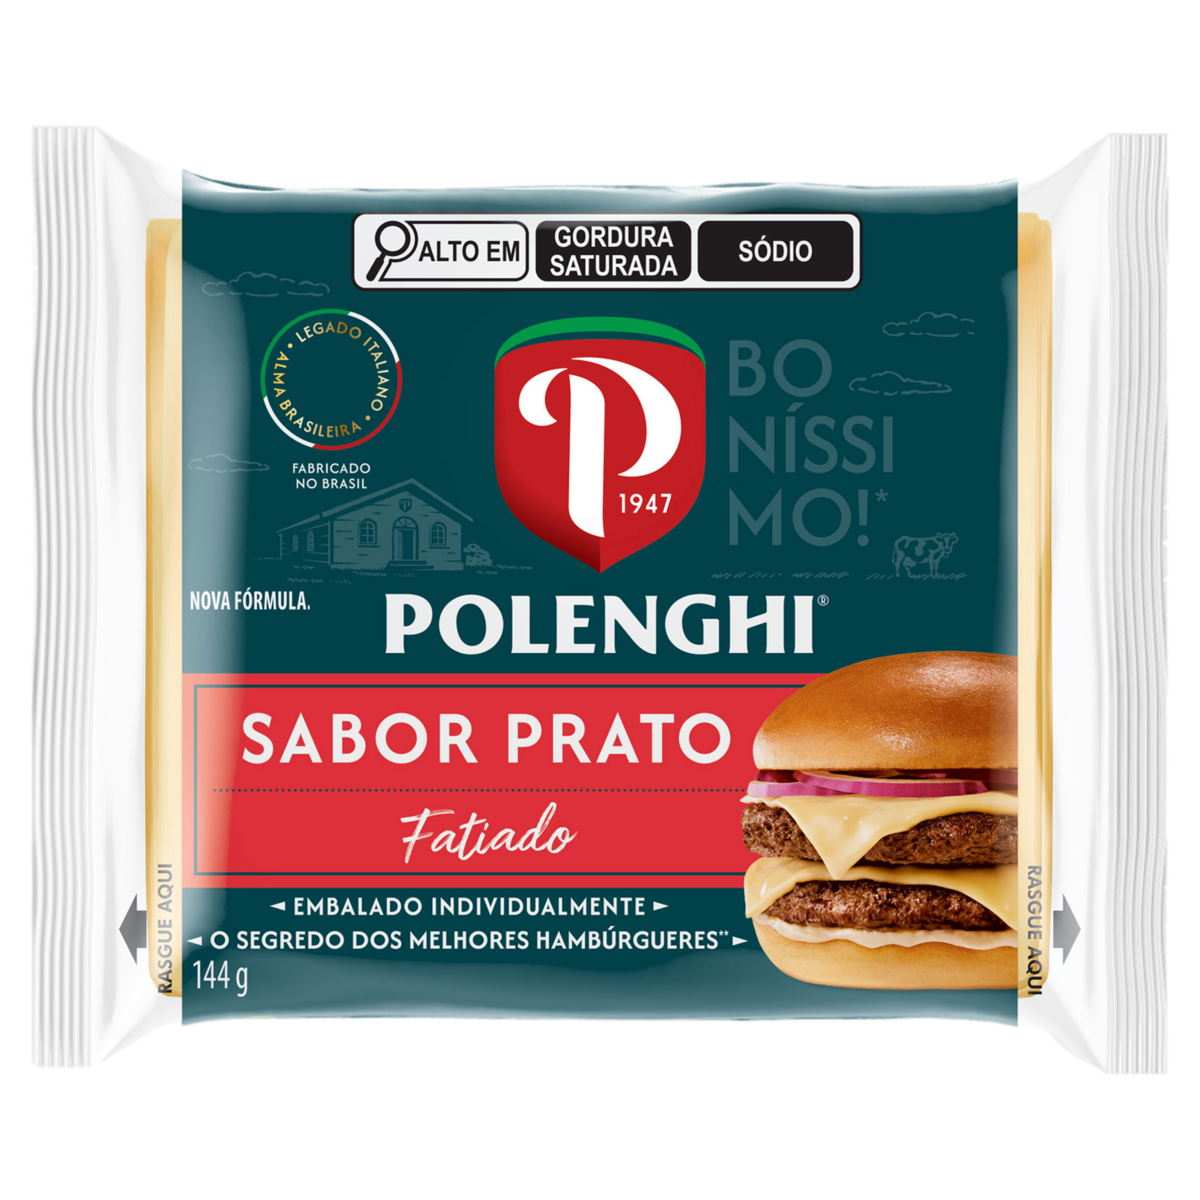 ALTO EM
GORDURA
SATURADA
SÓDIO
LEGADO ITALIANO •
ALMA BRASILEIRA •
FABRICADO
NO BRASIL
P
1947
BO
NÍSSI
MO!*
NOVA FÓRMULA.
POLENGHI®
SABOR PRATO
Fatiado
EMBALADO INDIVIDUALMENTE
O SEGREDO DOS MELHORES HAMBÚRGUERES**
144 g
RASGUE AQUI
RASGUE AQUI